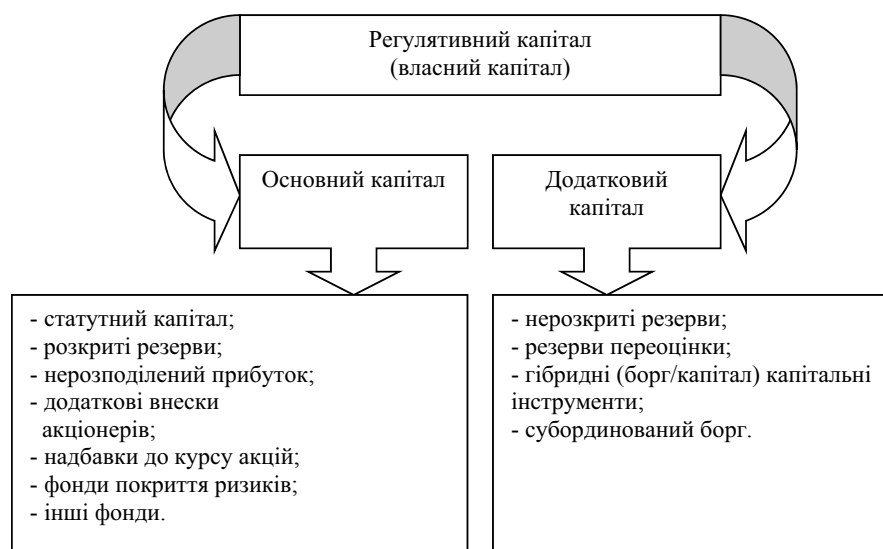 Регулятивний капітал
(власний капітал)
Основний капітал
Додатковий
капітал
- статутний капітал;
- розкриті резерви;
- нерозподілений прибуток;
- додаткові внески
акціонерів;
- надбавки до курсу акцій;
- фонди покриття ризиків;
- інші фонди.
- нерозкриті резерви;
- резерви переоцінки;
- гібридні (борг/капітал) капітальні
інструменти;
- субординований борг.